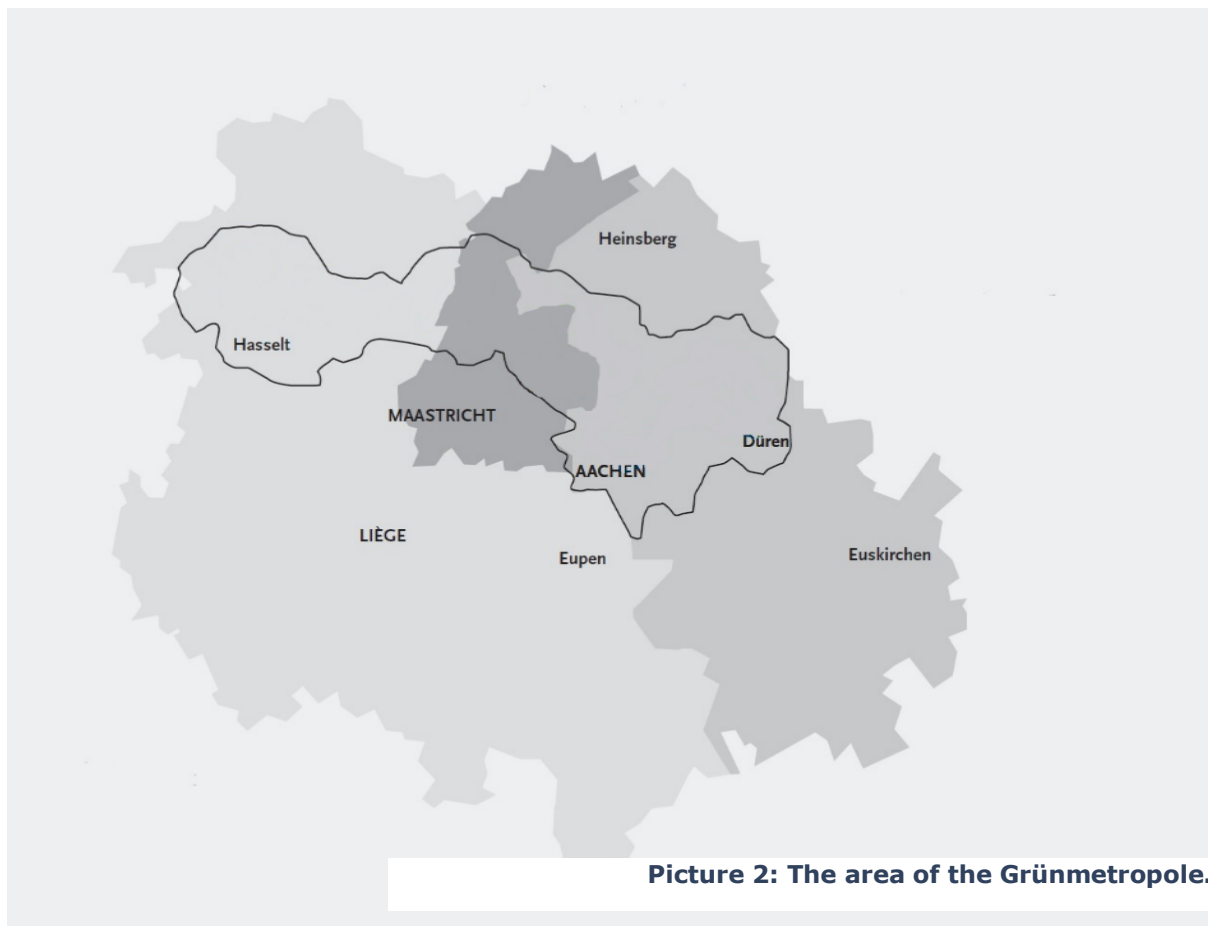 Heinsberg
Hasselt
MAASTRICHT
Düren
AACHEN
LIÈGE
Eupen
Euskirchen
Picture 2: The area of the Grünmetropole.